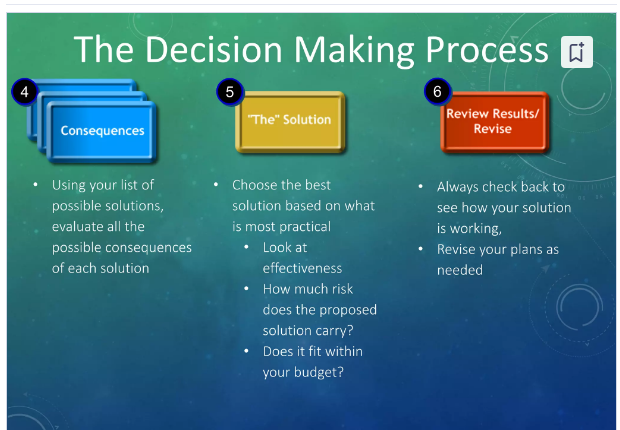 The Decision Making Process
4
Consequences
• Using your list of
possible solutions,
evaluate all the
possible consequences
of each solution
5
"The" Solution
• Choose the best
solution based on what
is most practical
• Look at
effectiveness
• How much risk
does the proposed
solution carry?
• Does it fit within
your budget?
6
Review Results/
Revise
• Always check back to
see how your solution
is working,
• Revise your plans as
needed